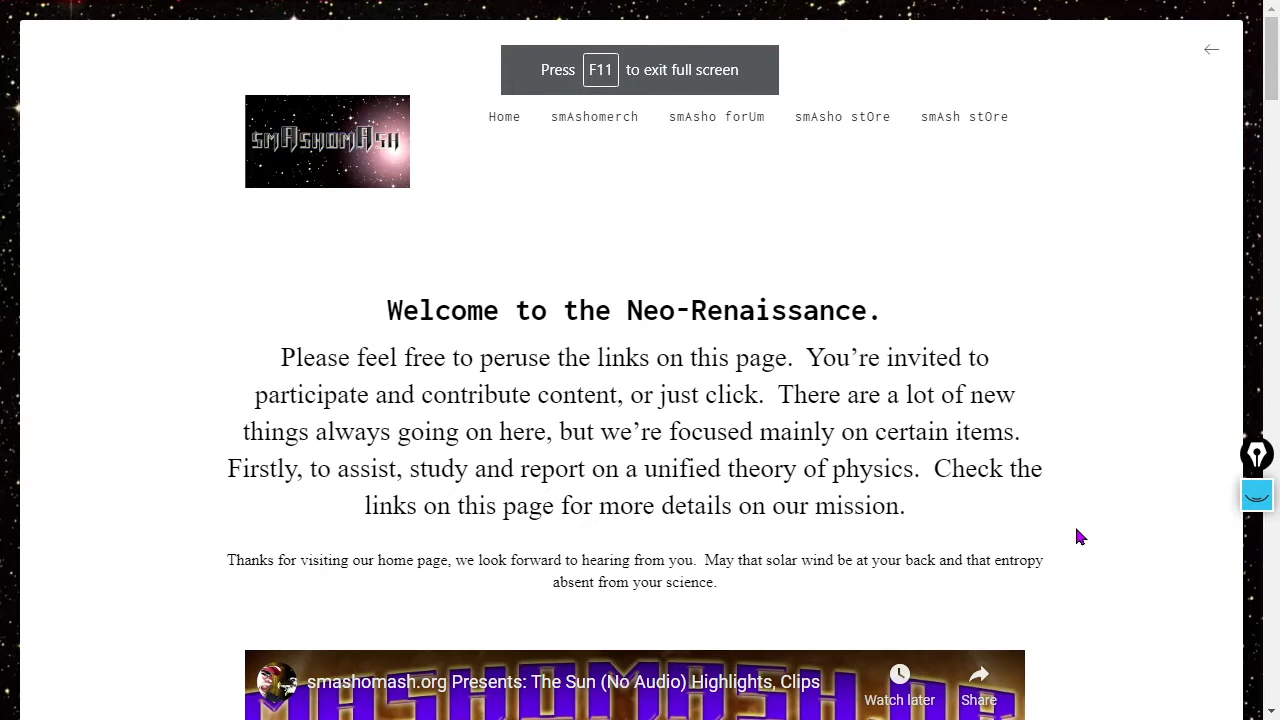 Press F11 to exit full screen
smAshomAsh
Home smAshomerch smAsho forUm smAsho stOre smAsh stOre
Welcome to the Neo-Renaissance.
Please feel free to peruse the links on this page. You’re invited to
participate and contribute content, or just click. There are a lot of new
things always going on here, but we’re focused mainly on certain items.
Firstly, to assist, study and report on a unified theory of physics. Check the
links on this page for more details on our mission.
Thanks for visiting our home page, we look forward to hearing from you. May that solar wind be at your back and that entropy
absent from your science.
smashomash.org Presents: The Sun (No Audio) Highlights, Clips
Watch later Share